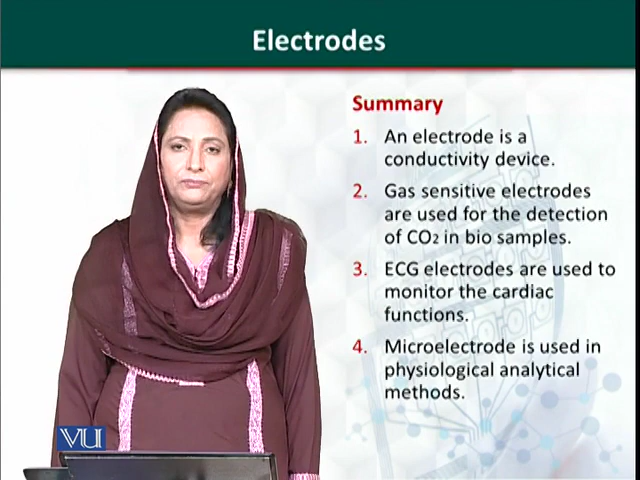 Electrodes
Summary
1. An electrode is a
conductivity device.
2. Gas sensitive electrodes
are used for the detection
of CO2 in bio samples.
3. ECG electrodes are used to
monitor the cardiac
functions.
4. Microelectrode is used in
physiological analytical
methods.
VU